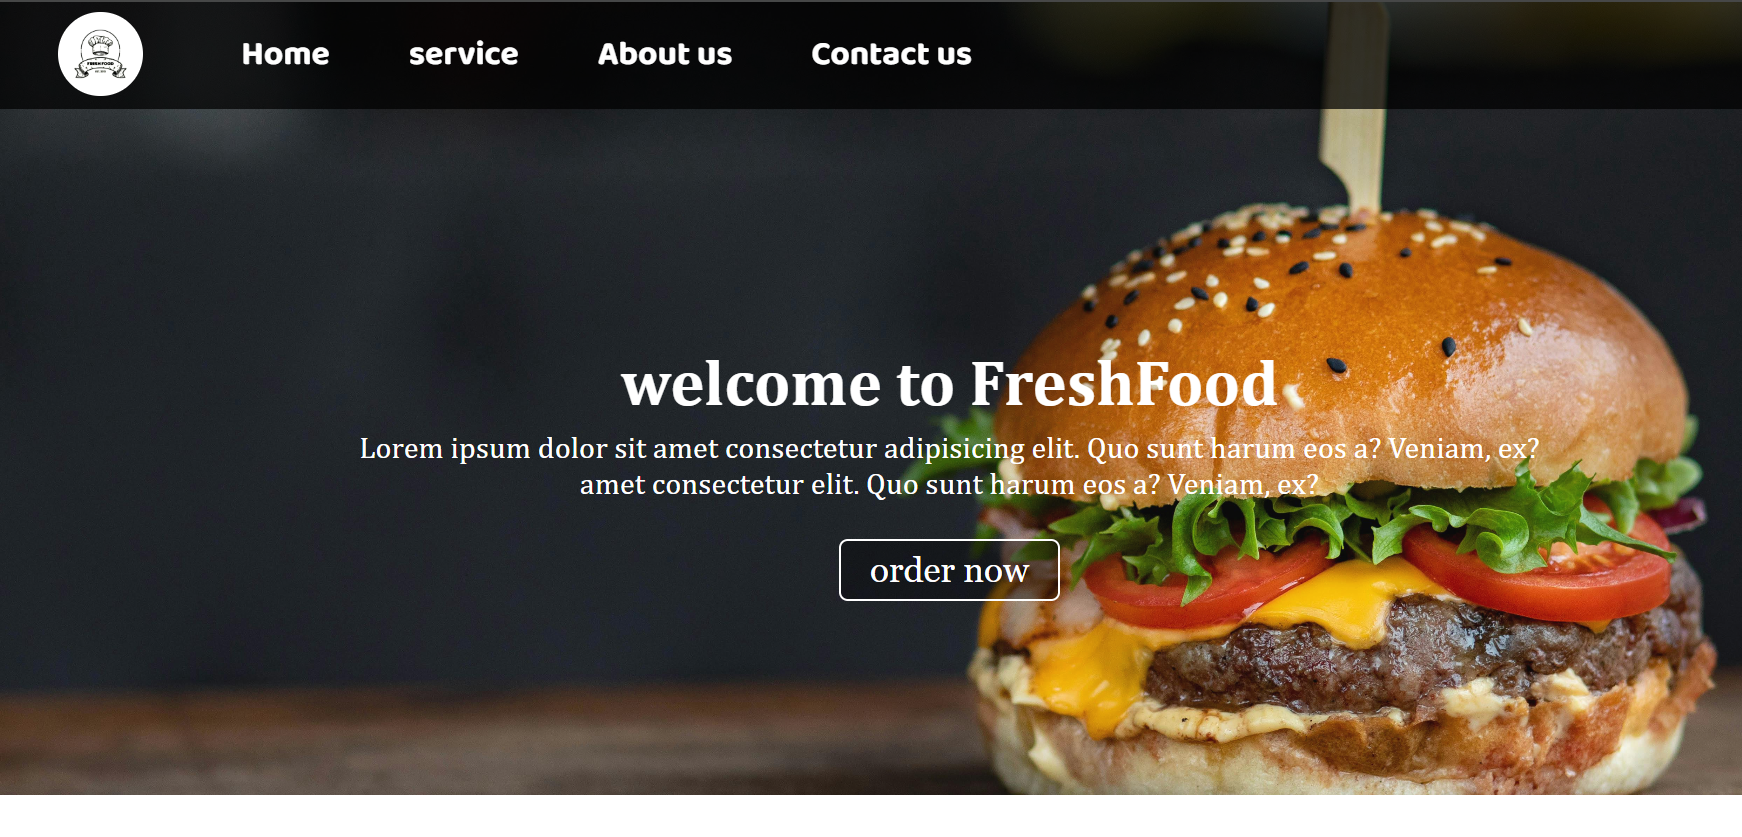 FRESH FOOD
Home service About us Contact us
welcome to FreshFood
Lorem ipsum dolor sit amet consectetur adipisicing elit. Quo sunt harum eos a? Veniam, ex?
amet consectetur elit. Quo sunt harum eos a? Veniam, ex?
order now